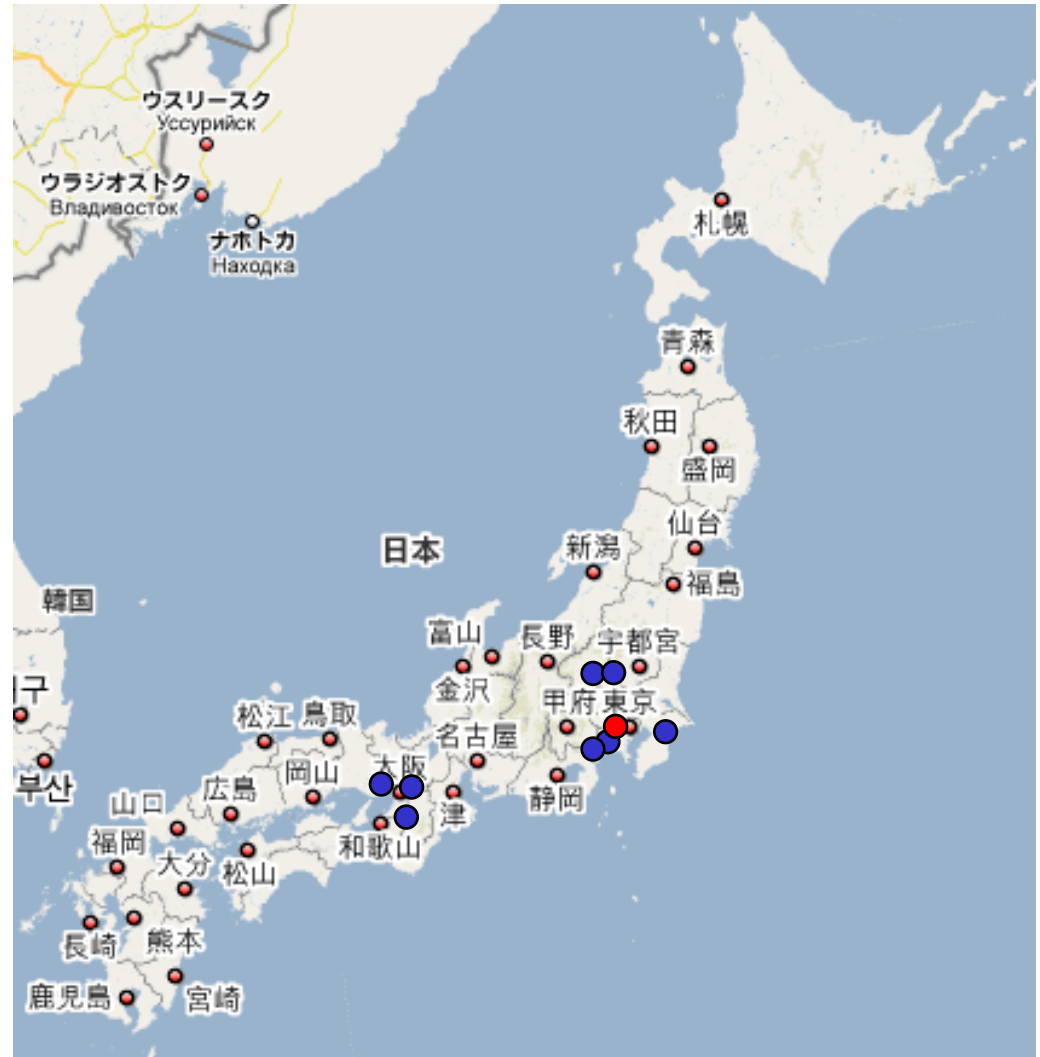 ウスリースク
Уссурийск
ウラジオストク
Владивосток
ナホトカ
Находка
札幌
青森
秋田
盛岡
仙台
新潟
福島
日本
韓国
富山
長野
宇都宮
金沢
구
甲府
東京
松江
鳥取
名古屋
大阪
岡山
부산
広島
静岡
山口
津
福岡
和歌山
大分
松山
長崎
熊本
鹿児島
宮崎